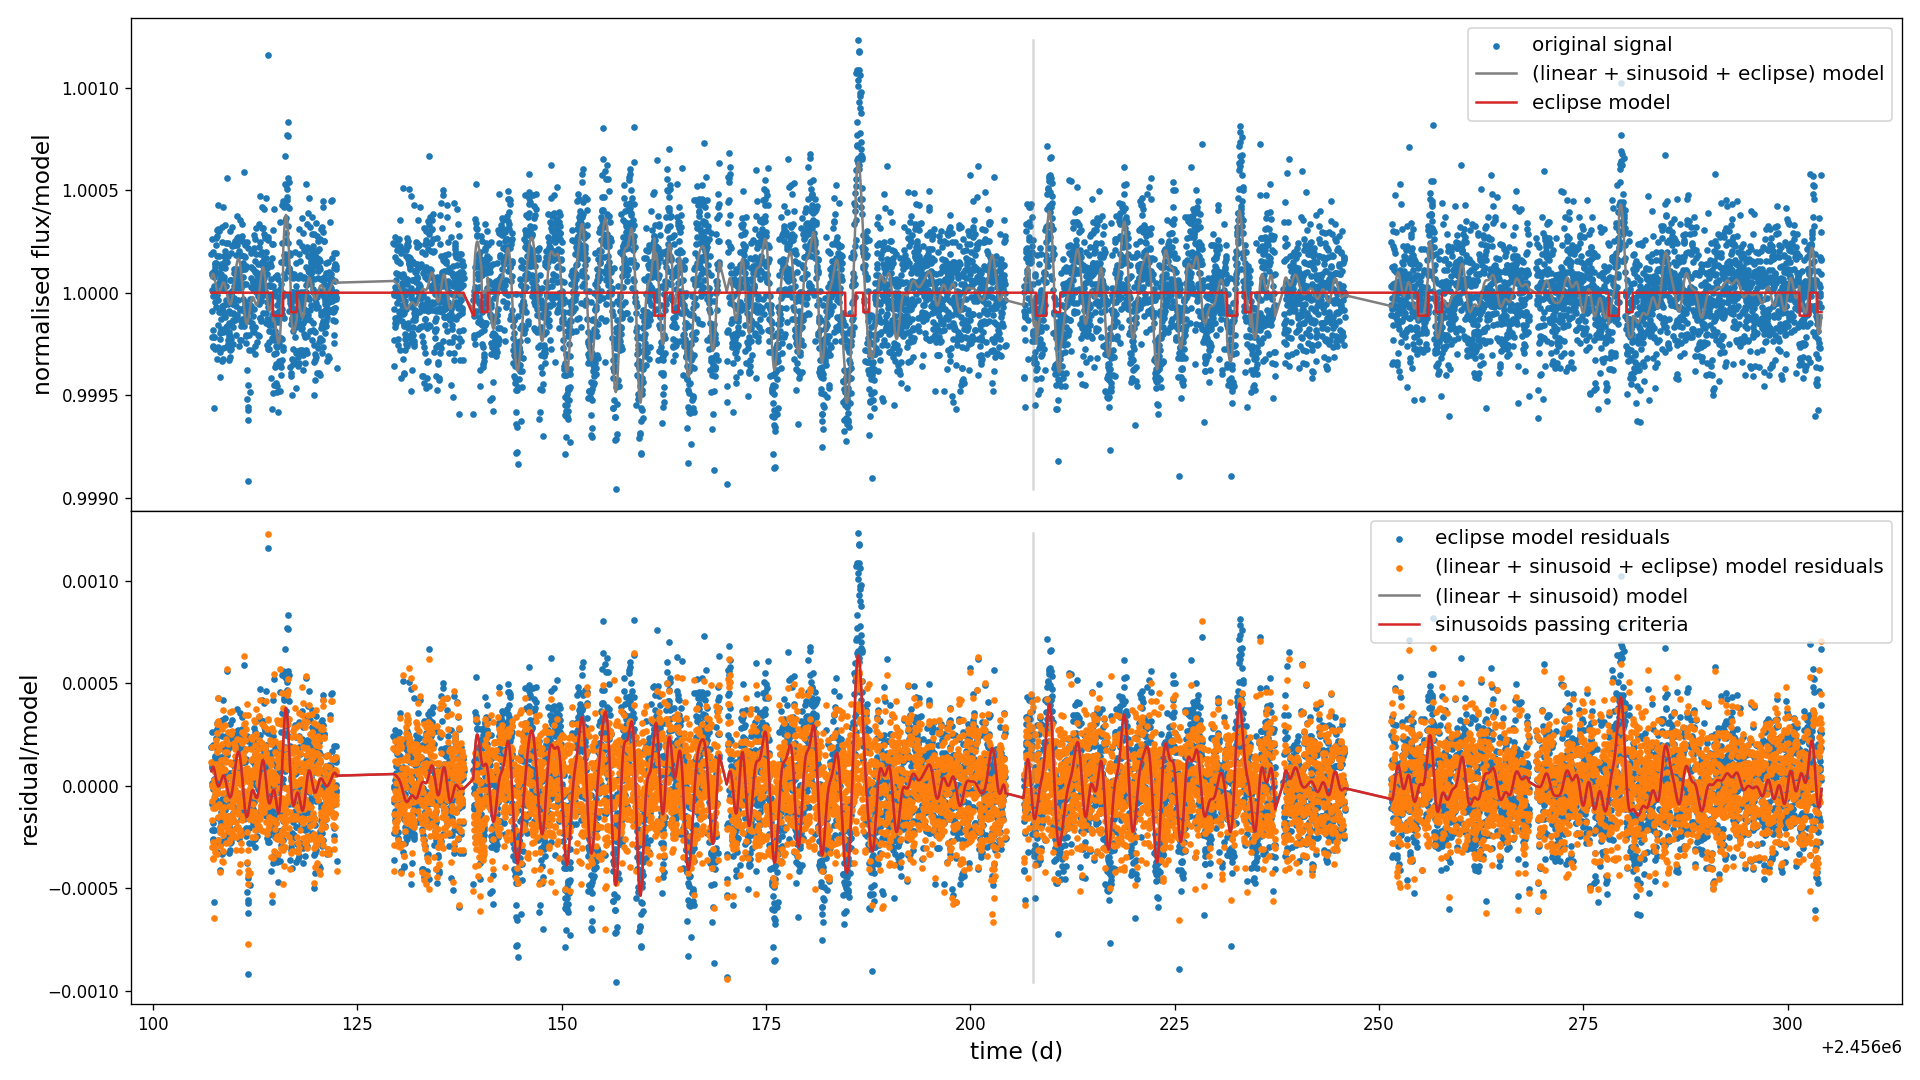 original signal
(linear + sinusoid + eclipse) model
eclipse model
normalised flux/model
1.0010
1.0005
1.0000
0.9995
0.9990
eclipse model residuals
(linear + sinusoid + eclipse) model residuals
(linear + sinusoid) model
sinusoids passing criteria
residual/model
0.0010
0.0005
0.0000
−0.0005
−0.0010
100 125 150 175 200 225 250 275 300
time (d)
+2.456e6